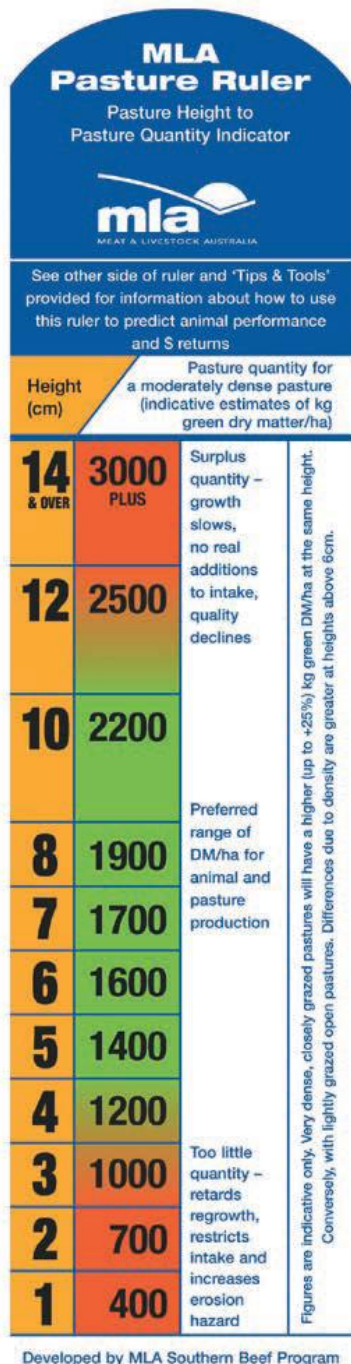 MLA
Pasture Ruler
Pasture Height to
Pasture Quantity Indicator
mla
MEAT & LIVESTOCK AUSTRALIA
See other side of ruler and ‘Tips & Tools’
provided for information about how to use
this ruler to predict animal performance
and $ returns
Height
(cm)
Pasture quantity for
a moderately dense pasture
(indicative estimates of kg
green dry matter/ha)
14
& OVER
3000
PLUS
Surplus
quantity –
growth
slows,
no real
additions
to intake,
quality
declines
12 2500
10 2200
Preferred
range of
DM/ha for
animal and
pasture
production
8 1900
7 1700
6 1600
5 1400
4 1200
3 1000
2 700
1 400
Too little
quantity –
retards
regrowth,
restricts
intake and
increases
erosion
hazard
Figures are indicative only. Very dense, closely grazed pastures will have a higher (up to +25%) kg green DM/ha at the same height.
Conversely, with lightly grazed open pastures. Differences due to density are greater at heights above 6cm.
Developed by MLA Southern Beef Program